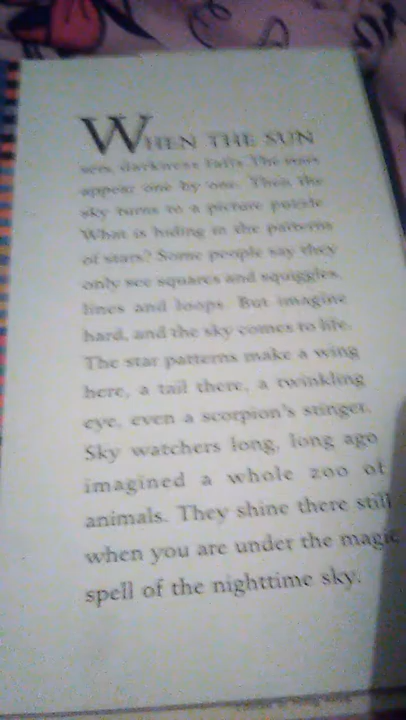 WHEN THE SUN
sets, darkness falls. The stars
appear one by one. Then the
sky turns to a picture puzzle.
What is hiding in the patterns
of stars? Some people say they
only see squares and squiggles,
lines and loops. But imagine
hard, and the sky comes to life.
The star patterns make a wing
here, a tail there, a twinkling
eye, even a scorpion's stinger.
Sky watchers long, long ago
imagined a whole zoo of
animals. They shine there still
when you are under the magic
spell of the nighttime sky.